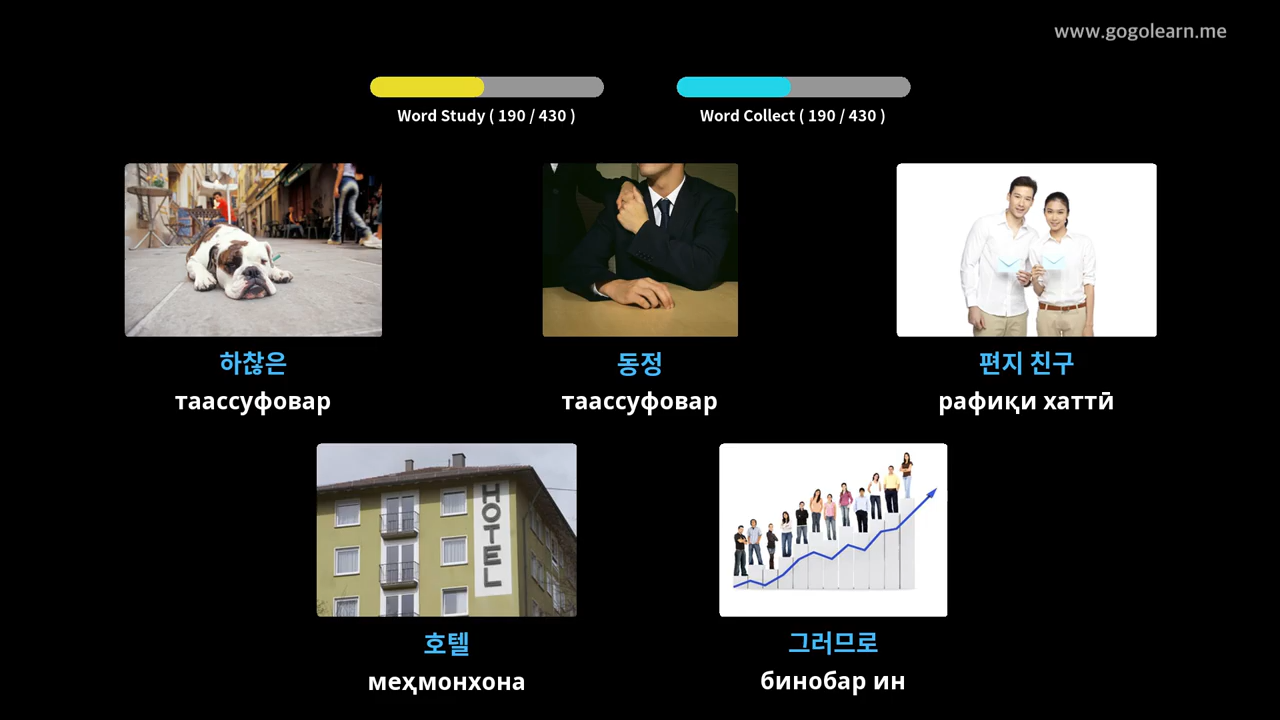 www.gogolearn.me
Word Study ( 190 / 430 )
Word Collect ( 190 / 430 )
하찮은
таассуфовар
동정
таассуфовар
편지 친구
рафиқи хаттӣ
HOTEL
호텔
меҳмонхона
그러므로
бинобар ин